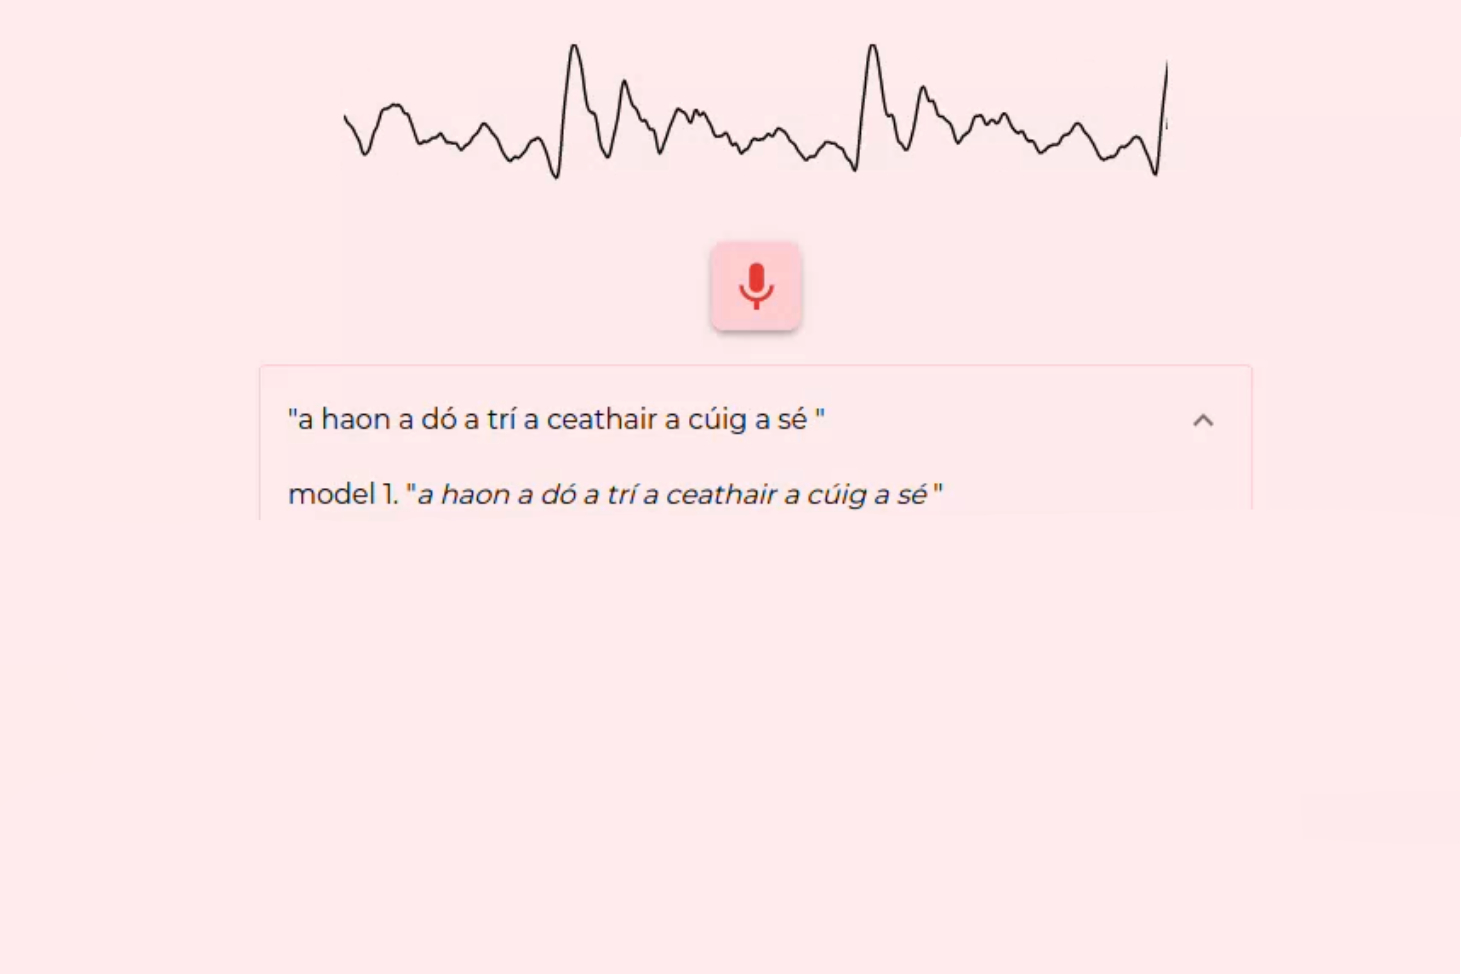 "a haon a dó a trí a ceathair a cúig a sé "
model 1. "a haon a dó a trí a ceathair a cúig a sé "